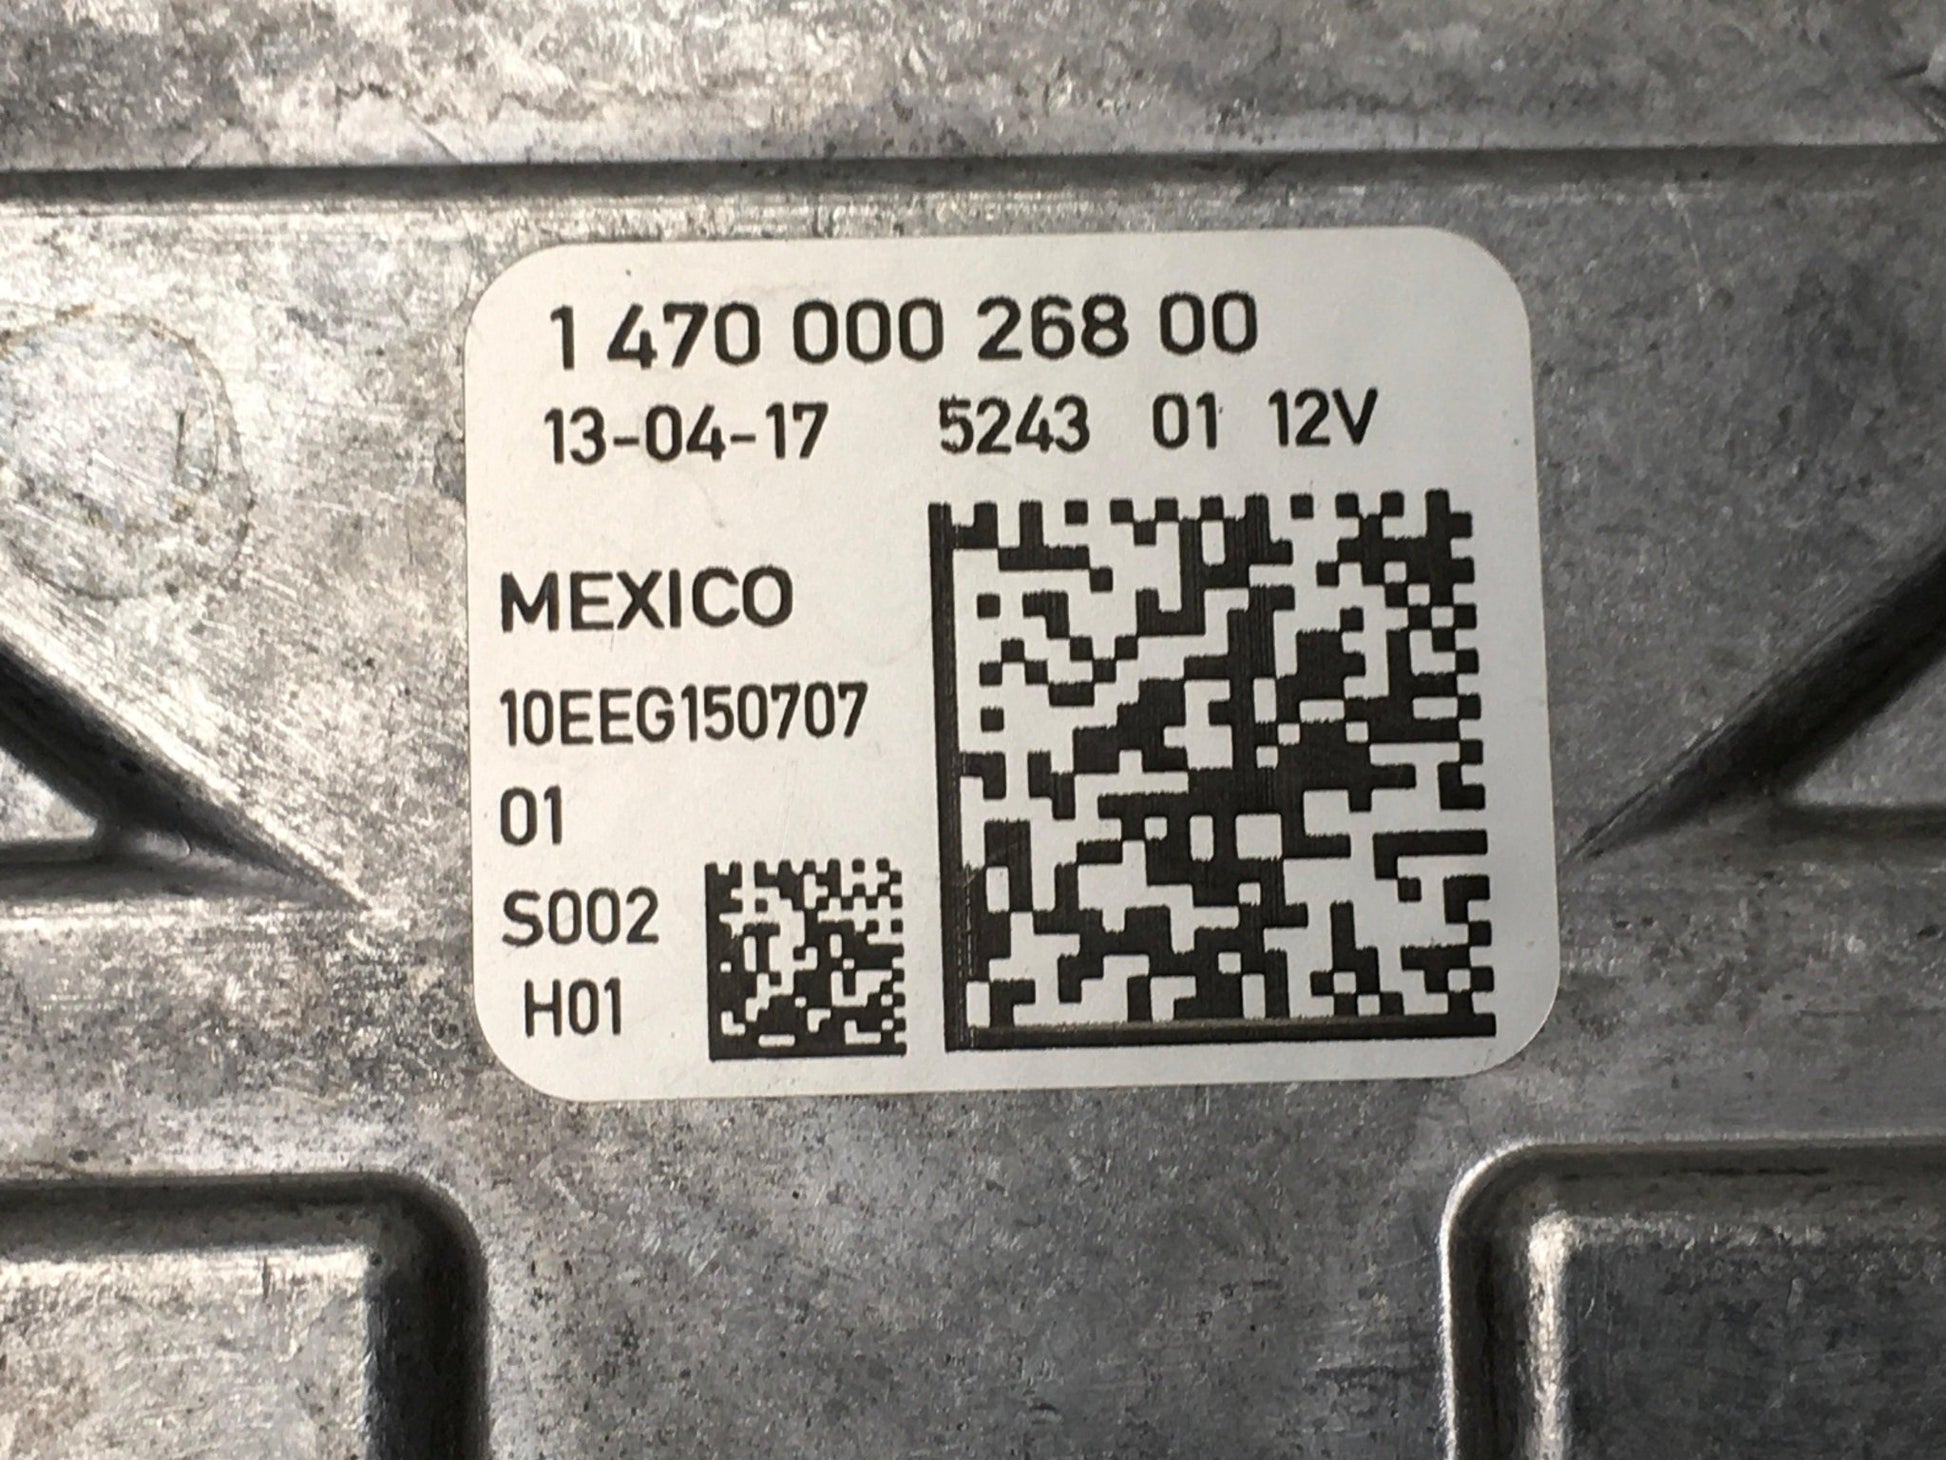 1 470 000 268 00
13-04-17 5243 01 12V
MEXICO
10EEG150707
01
S002
H01